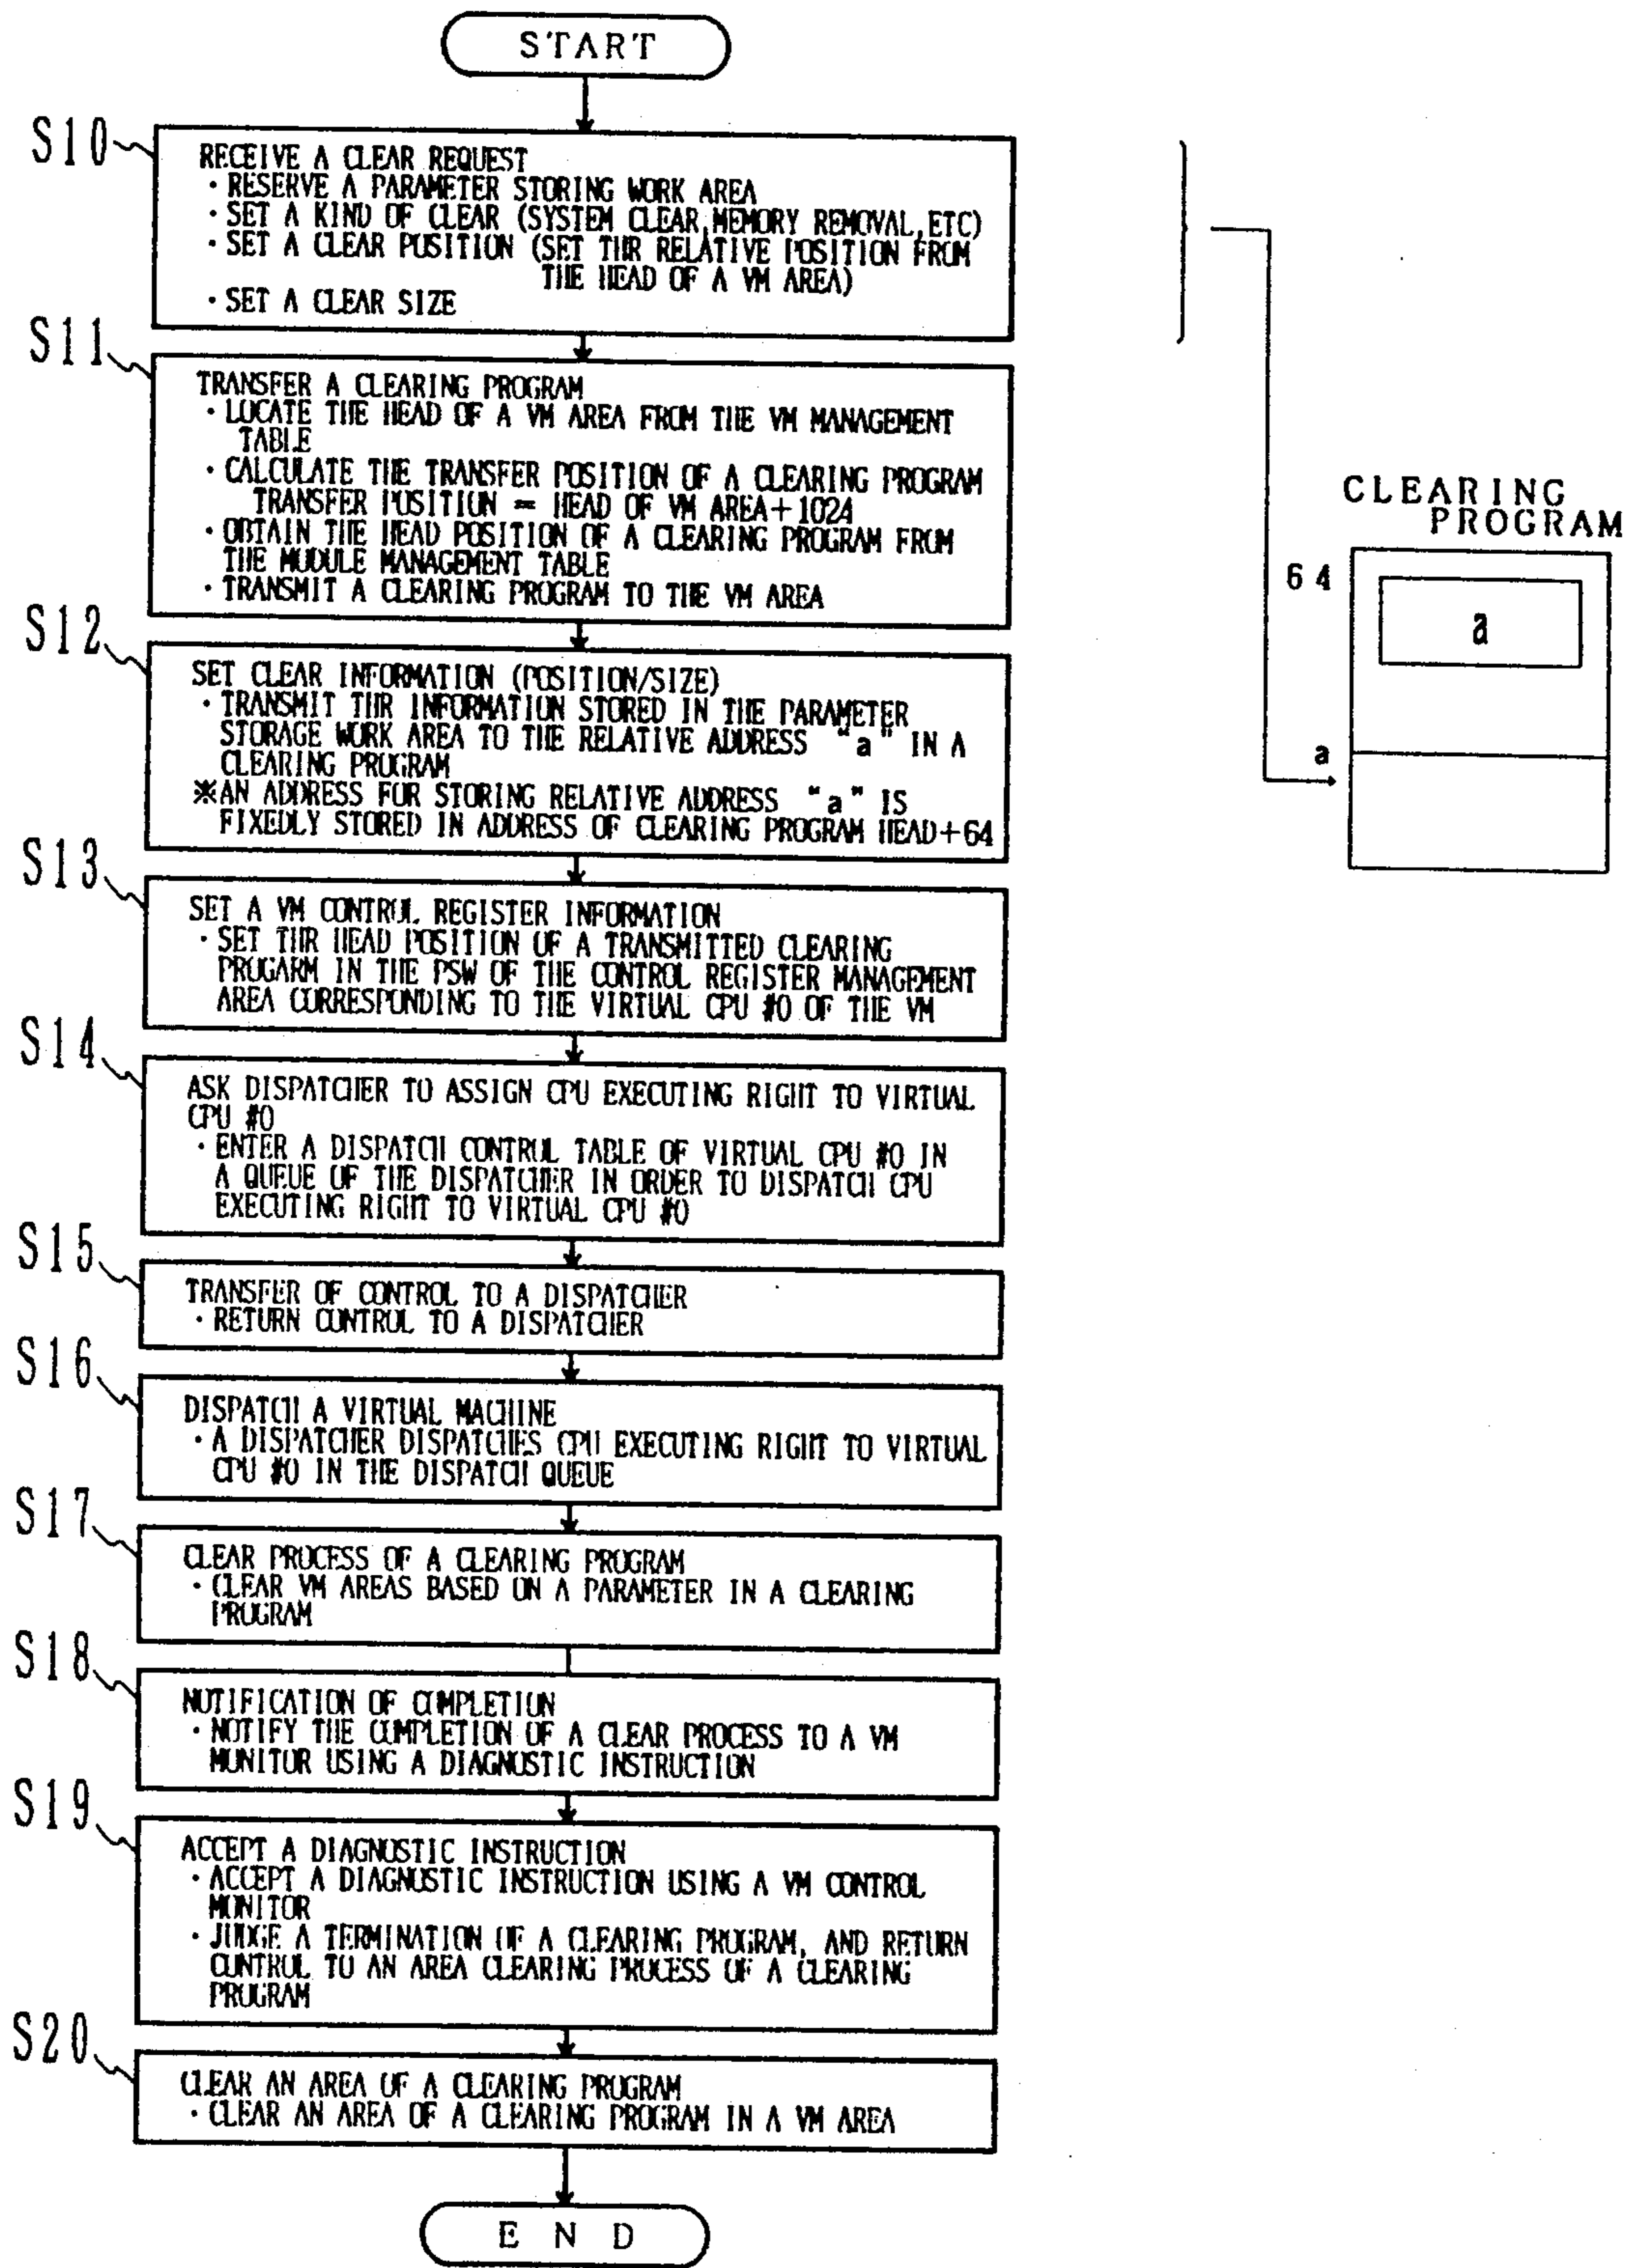 START
S10
RECEIVE A CLEAR REQUEST
· RESERVE A PARAMETER STORING WORK AREA
· SET A KIND OF CLEAR (SYSTEM CLEAR,MEMORY REMOVAL,ETC)
· SET A CLEAR POSITION (SET THR RELATIVE POSITION FROM
THE HEAD OF A VM AREA)
· SET A CLEAR SIZE
S11
TRANSFER A CLEARING PROGRAM
· LOCATE THE HEAD OF A VM AREA FROM THE VM MANAGEMENT
TABLE
· CALCULATE THE TRANSFER POSITION OF A CLEARING PROGRAM
TRANSFER POSITION = HEAD OF VM AREA+1024
· OBTAIN THE HEAD POSITION OF A CLEARING PROGRAM FROM
THE MODULE MANAGEMENT TABLE
· TRANSMIT A CLEARING PROGRAM TO THE VM AREA
CLEARING
PROGRAM
64
a
a
S12
SET CLEAR INFORMATION (POSITION/SIZE)
· TRANSMIT THR INFORMATION STORED IN THE PARAMETER
STORAGE WORK AREA TO THE RELATIVE ADDRESS "a" IN A
CLEARING PROGRAM
※AN ADDRESS FOR STORING RELATIVE ADDRESS "a" IS
FIXEDLY STORED IN ADDRESS OF CLEARING PROGRAM HEAD+64
S13
SET A VM CONTROL REGISTER INFORMATION
· SET THR HEAD POSITION OF A TRANSMITTED CLEARING
PROGARM IN THE PSW OF THE CONTROL REGISTER MANAGEMENT
AREA CORRESPONDING TO THE VIRTUAL CPU #0 OF THE VM
S14
ASK DISPATCHER TO ASSIGN CPU EXECUTING RIGHT TO VIRTUAL
CPU #0
· ENTER A DISPATCH CONTROL TABLE OF VIRTUAL CPU #0 IN
A QUEUE OF THE DISPATCHER IN ORDER TO DISPATCH CPU
EXECUTING RIGHT TO VIRTUAL CPU #0
S15
TRANSFER OF CONTROL TO A DISPATCHER
· RETURN CONTROL TO A DISPATCHER
S16
DISPATCH A VIRTUAL MACHINE
· A DISPATCHER DISPATCHES CPU EXECUTING RIGHT TO VIRTUAL
CPU #0 IN THE DISPATCH QUEUE
S17
CLEAR PROCESS OF A CLEARING PROGRAM
· CLEAR VM AREAS BASED ON A PARAMETER IN A CLEARING
PROGRAM
S18
NOTIFICATION OF COMPLETION
· NOTIFY THE COMPLETION OF A CLEAR PROCESS TO A VM
MONITOR USING A DIAGNOSTIC INSTRUCTION
S19
ACCEPT A DIAGNOSTIC INSTRUCTION
· ACCEPT A DIAGNOSTIC INSTRUCTION USING A VM CONTROL
MONITOR
· JUDGE A TERMINATION OF A CLEARING PROGRAM, AND RETURN
CONTROL TO AN AREA CLEARING PROCESS OF A CLEARING
PROGRAM
S20
CLEAR AN AREA OF A CLEARING PROGRAM
· CLEAR AN AREA OF A CLEARING PROGRAM IN A VM AREA
END